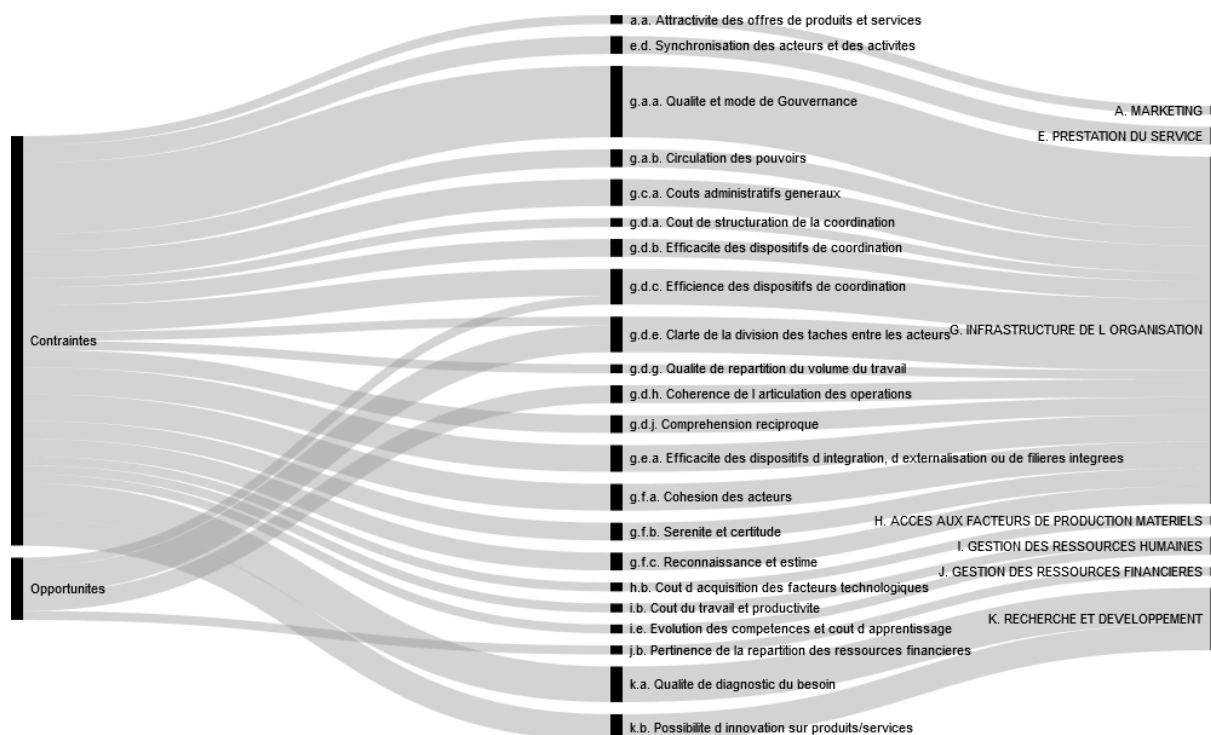 Contraintes
Opportunites
a.a. Attractivite des offres de produits et services
e.d. Synchronisation des acteurs et des activites
g.a.a. Qualite et mode de Gouvernance
g.a.b. Circulation des pouvoirs
g.c.a. Couts administratifs generaux
g.d.a. Cout de structuration de la coordination
g.d.b. Efficacite des dispositifs de coordination
g.d.c. Efficience des dispositifs de coordination
g.d.e. Clarte de la division des taches entre les acteurs
g.d.g. Qualite de repartition du volume du travail
g.d.h. Coherence de l articulation des operations
g.d.j. Comprehension reciproque
g.e.a. Efficacite des dispositifs d integration, d externalisation ou de filieres integrees
g.f.a. Cohesion des acteurs
g.f.b. Serenite et certitude
g.f.c. Reconnaissance et estime
h.b. Cout d acquisition des facteurs technologiques
i.b. Cout du travail et productivite
i.e. Evolution des competences et cout d apprentissage
j.b. Pertinence de la repartition des ressources financieres
k.a. Qualite de diagnostic du besoin
k.b. Possibilite d innovation sur produits/services
A. MARKETING
E. PRESTATION DU SERVICE
G. INFRASTRUCTURE DE L ORGANISATION
H. ACCES AUX FACTEURS DE PRODUCTION MATERIELS
I. GESTION DES RESSOURCES HUMAINES
J. GESTION DES RESSOURCES FINANCIERES
K. RECHERCHE ET DEVELOPPEMENT